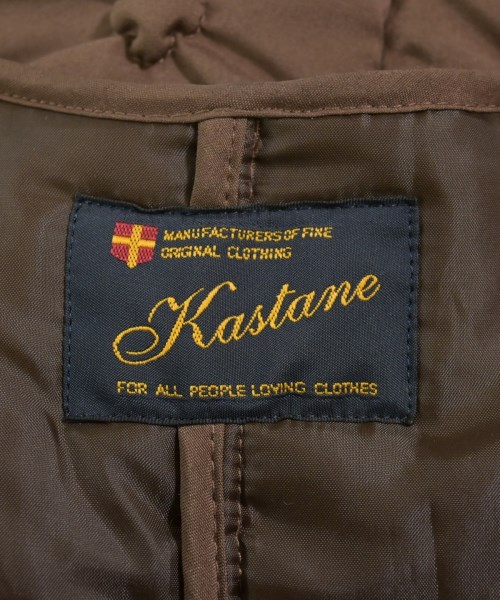 MANUFACTURERS OF FINE
ORIGINAL CLOTHING
Kastane
FOR ALL PEOPLE LOVING CLOTHES